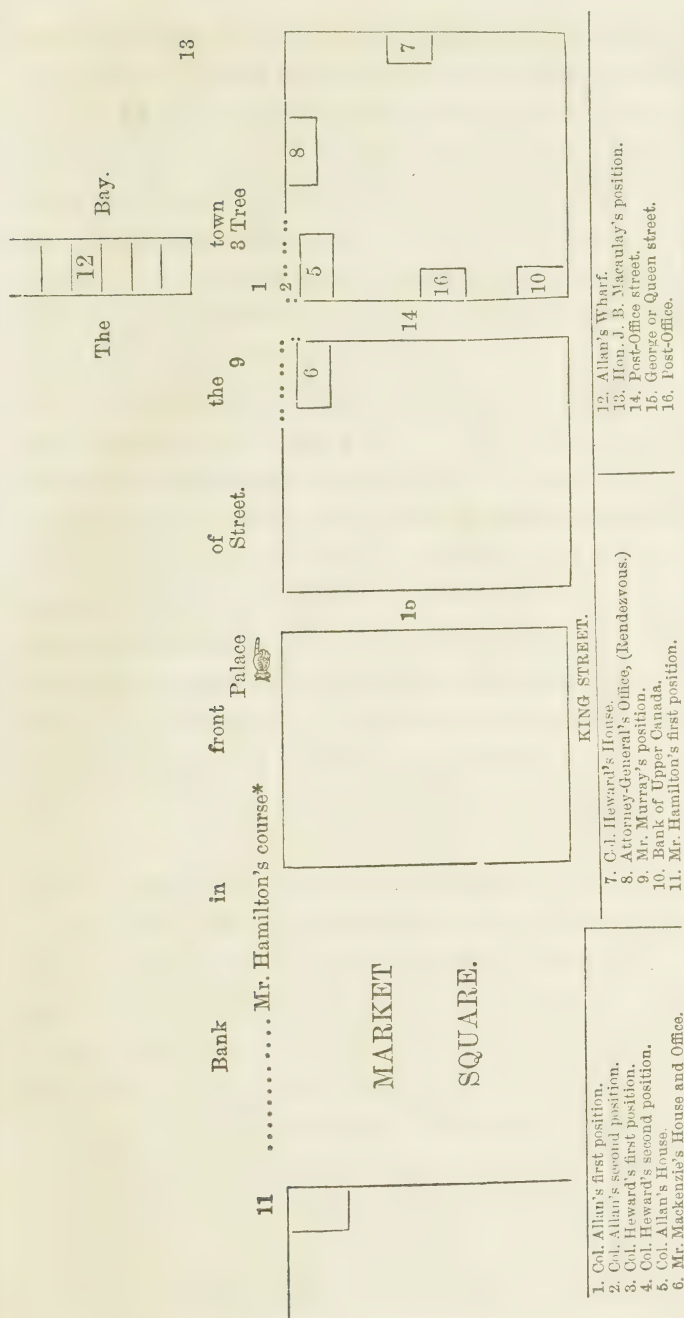 12
The Bay.
13
Bank in front of the town
Palace Street. 9 3 Tree
11 ............ Mr. Hamilton's course* 1
2
6 5 8
MARKET 15 14 7
16
SQUARE.
10
KING STREET.
1. Col. Allan's first position.
2. Col. Allan's second position.
3. Col. Heward's first position.
4. Col. Heward's second position.
5. Col. Allan's House.
6. Mr. Mackenzie's House and Office.
7. Col. Heward's House.
8. Attorney-General's Office, (Rendezvous.)
9. Mr. Murray's position.
10. Bank of Upper Canada.
11. Mr. Hamilton's first position.
12. Allan's Wharf.
13. Hon. J. B. Macaulay's position.
14. Post-Office street.
15. George or Queen street.
16. Post-Office.